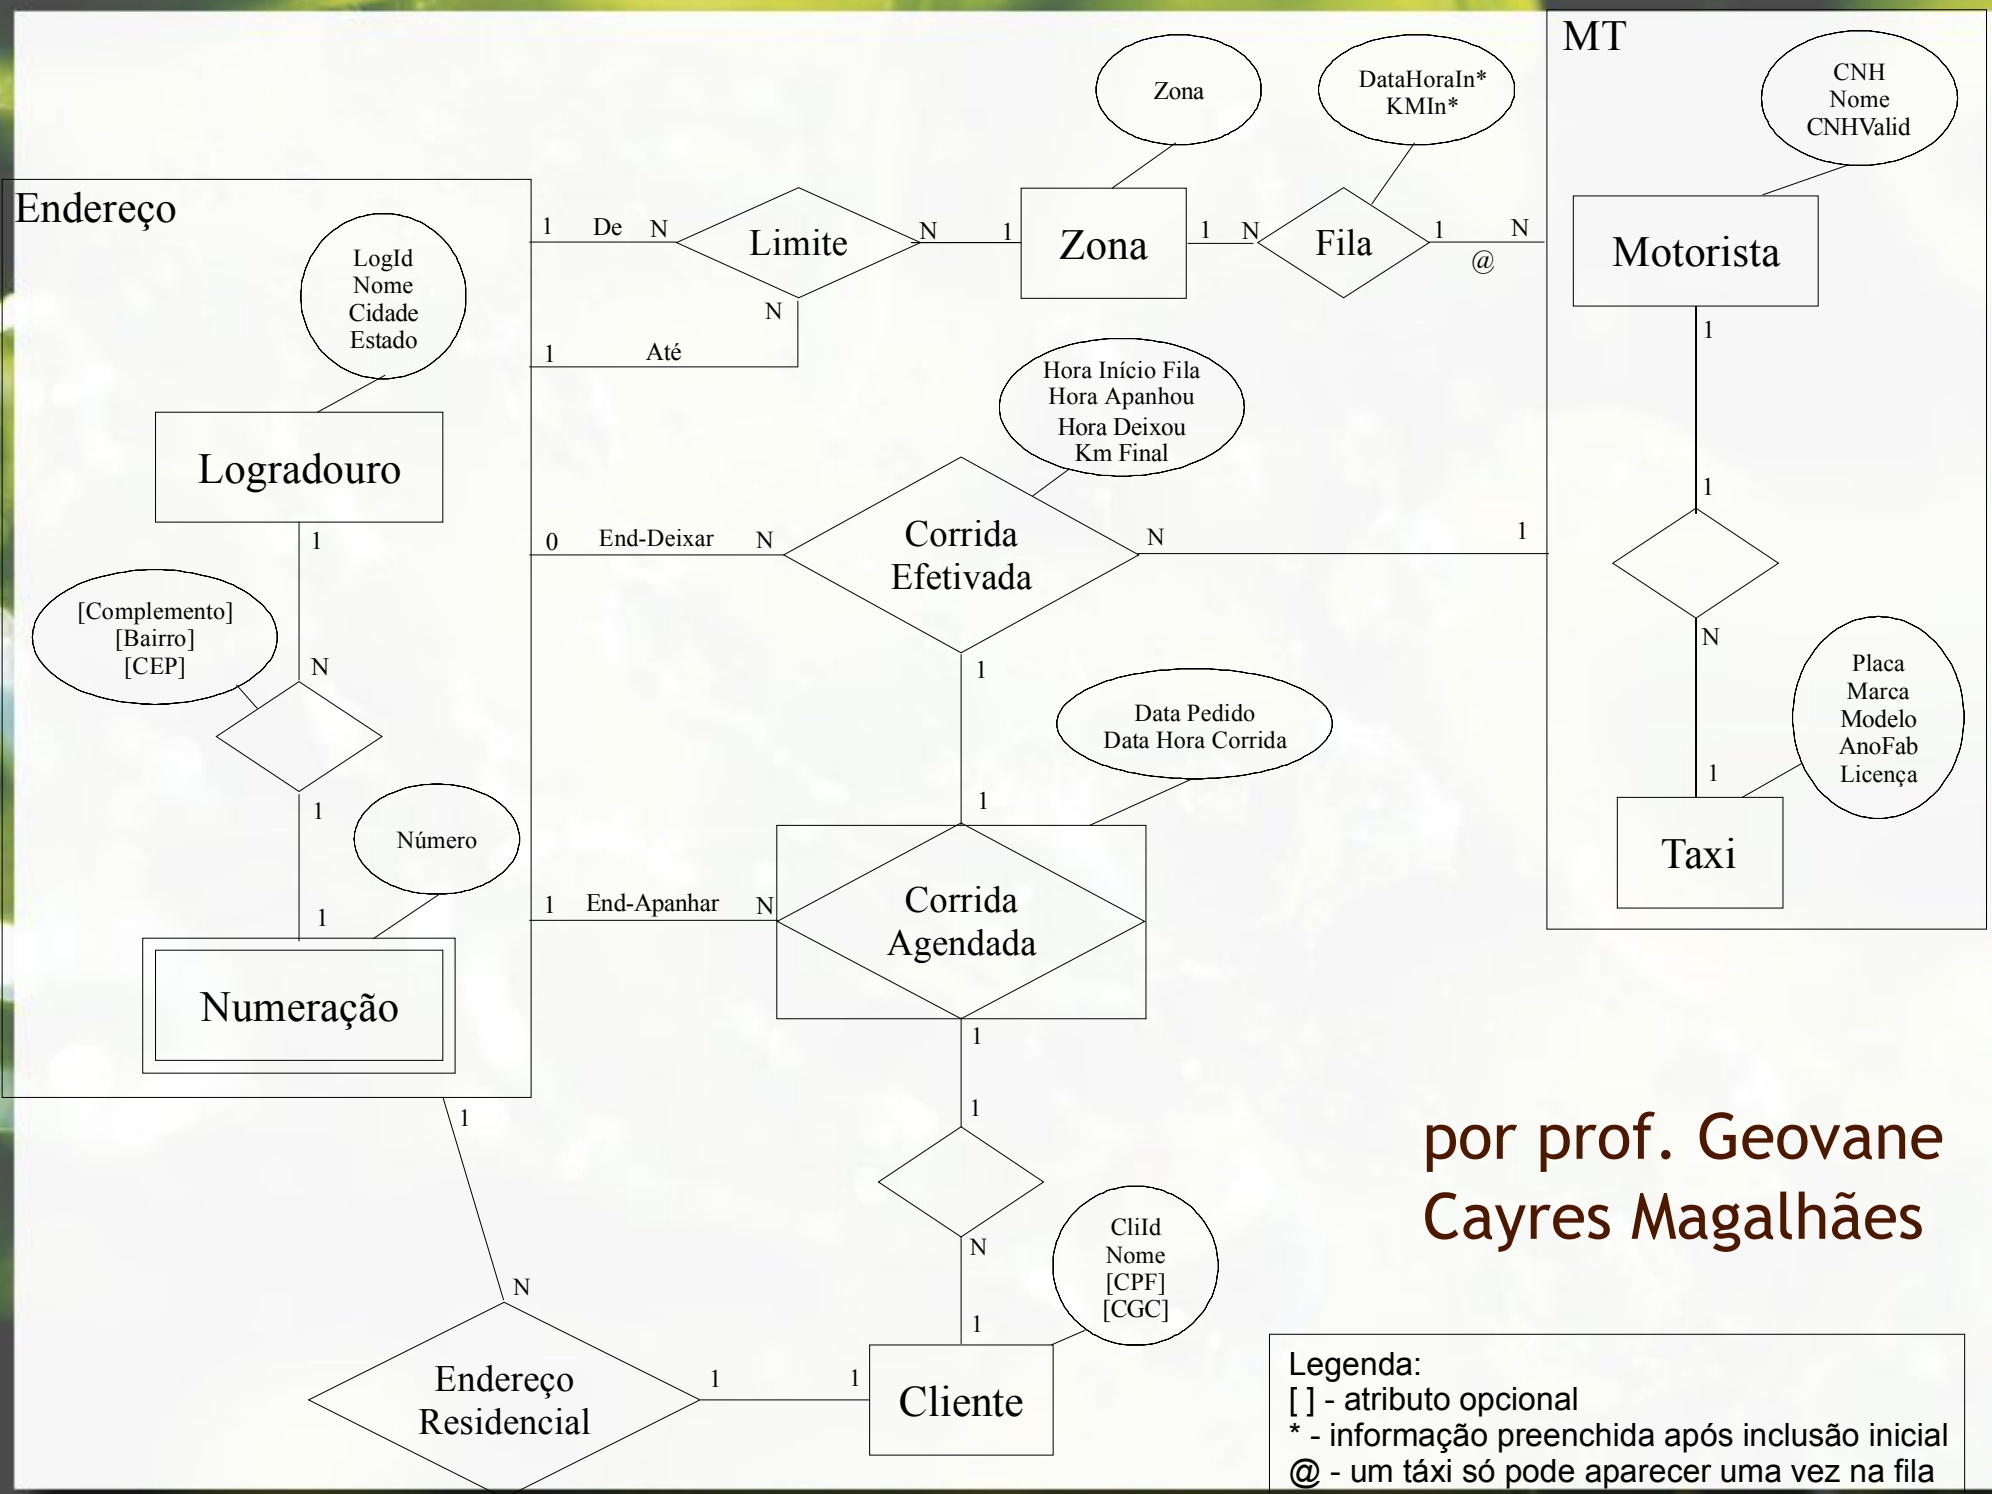 MT
Zona
DataHoraIn*
KMIn*
CNH
Nome
CNHValid
Endereço
LogId
Nome
Cidade
Estado
1 De N
Limite
N 1
Zona
1 N
Fila
1 N
@
Motorista
1
N
1 Até
Hora Início Fila
Hora Apanhou
Hora Deixou
Km Final
Logradouro
1
1
0 End-Deixar N
Corrida
Efetivada
N 1
[Complemento]
[Bairro]
[CEP]
N
1
N
Placa
Marca
Modelo
AnoFab
Licença
Data Pedido
Data Hora Corrida
1
1
1
Número
Taxi
1
1 End-Apanhar N
Corrida
Agendada
Numeração
1
1
1
por prof. Geovane
Cayres Magalhães
CliId
Nome
[CPF]
[CGC]
N
N
1
Endereço
Residencial
1 1
Cliente
Legenda:
[ ] - atributo opcional
* - informação preenchida após inclusão inicial
@ - um táxi só pode aparecer uma vez na fila